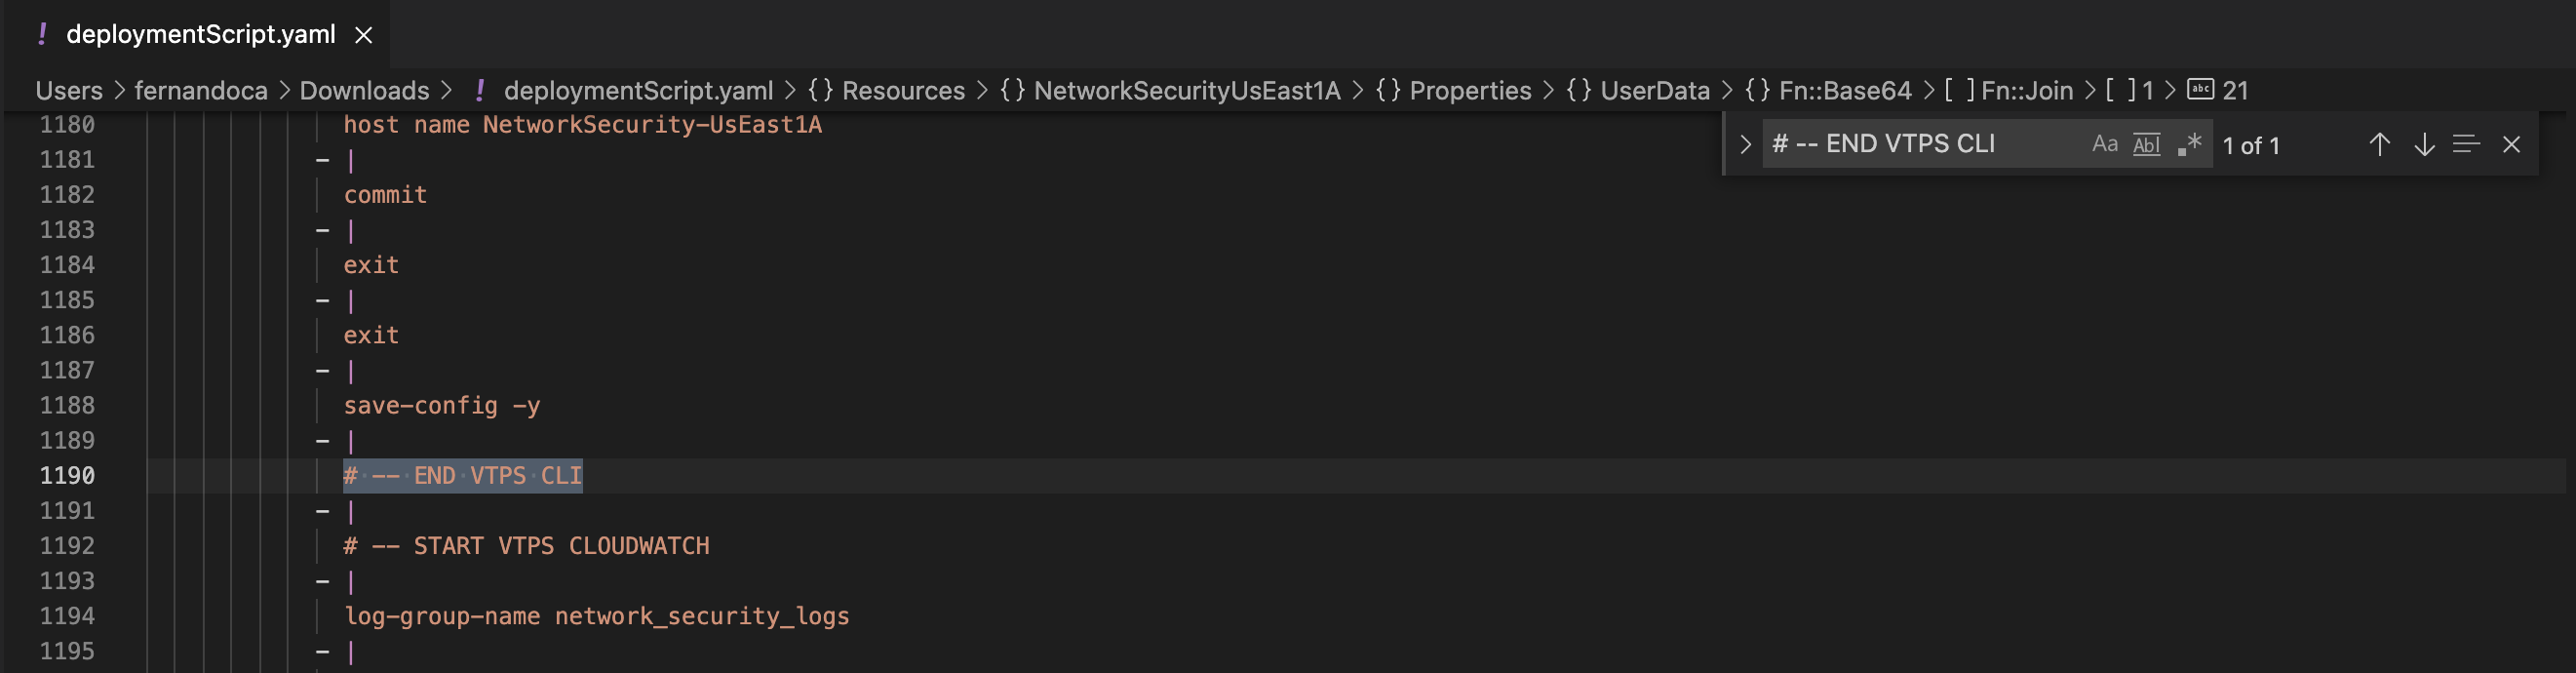 ! deploymentScript.yaml ×
Users > fernandoca > Downloads > ! deploymentScript.yaml > {} Resources > {} NetworkSecurityUsEast1A > {} Properties > {} UserData > {} Fn::Base64 > [ ] Fn::Join > [ ] 1 > abc 21
# -- END VTPS CLI Aa Abl .* 1 of 1
1180 host name NetworkSecurity-UsEast1A
1181 - |
1182 commit
1183 - |
1184 exit
1185 - |
1186 exit
1187 - |
1188 save-config -y
1189 - |
1190 # -- END VTPS CLI
1191 - |
1192 # -- START VTPS CLOUDWATCH
1193 - |
1194 log-group-name network_security_logs
1195 - |